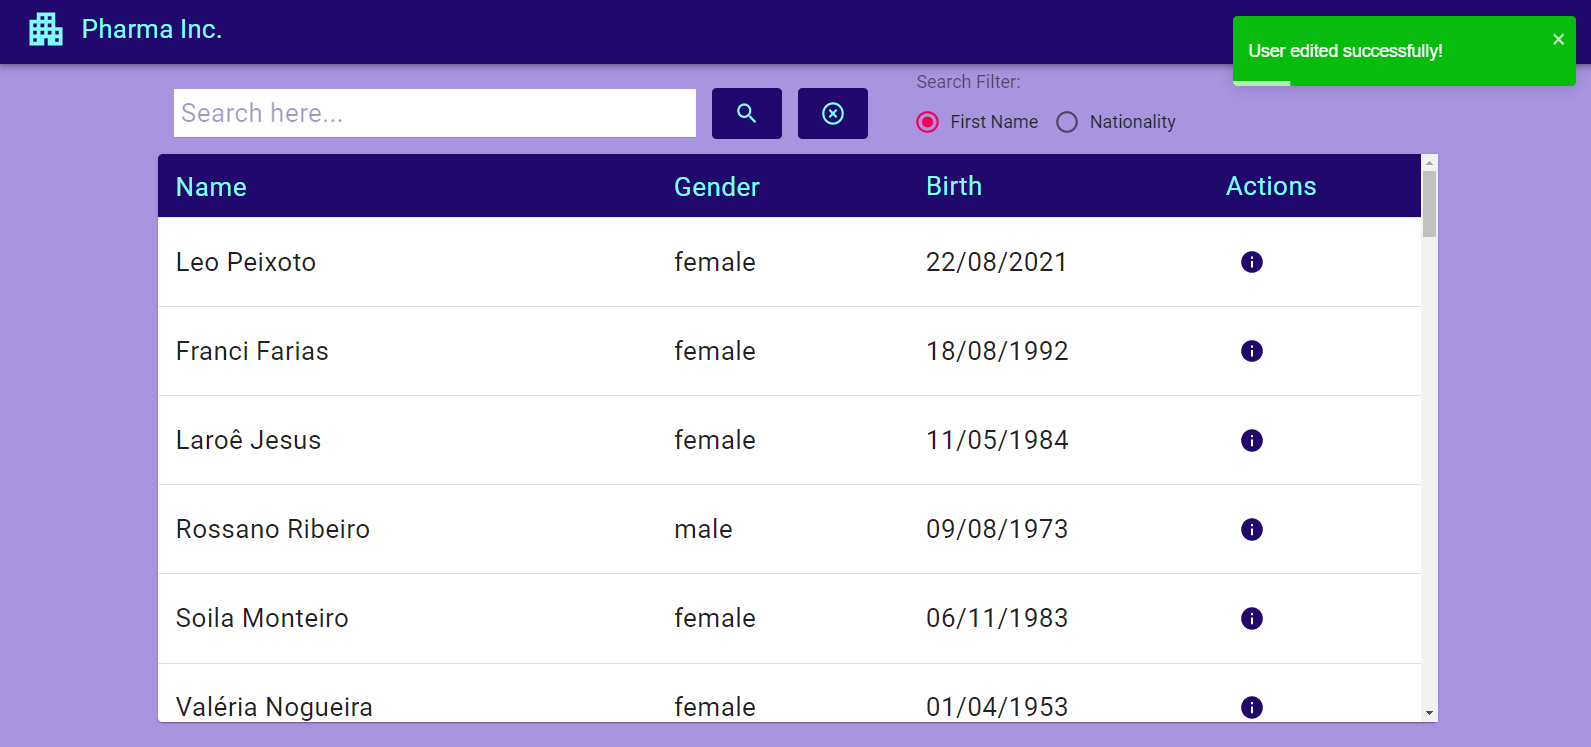 Pharma Inc.
User edited successfully!
Search Filter:
Search here...
First Name Nationality
Name Gender Birth Actions
Leo Peixoto female 22/08/2021
Franci Farias female 18/08/1992
Laroê Jesus female 11/05/1984
Rossano Ribeiro male 09/08/1973
Soila Monteiro female 06/11/1983
Valéria Nogueira female 01/04/1953